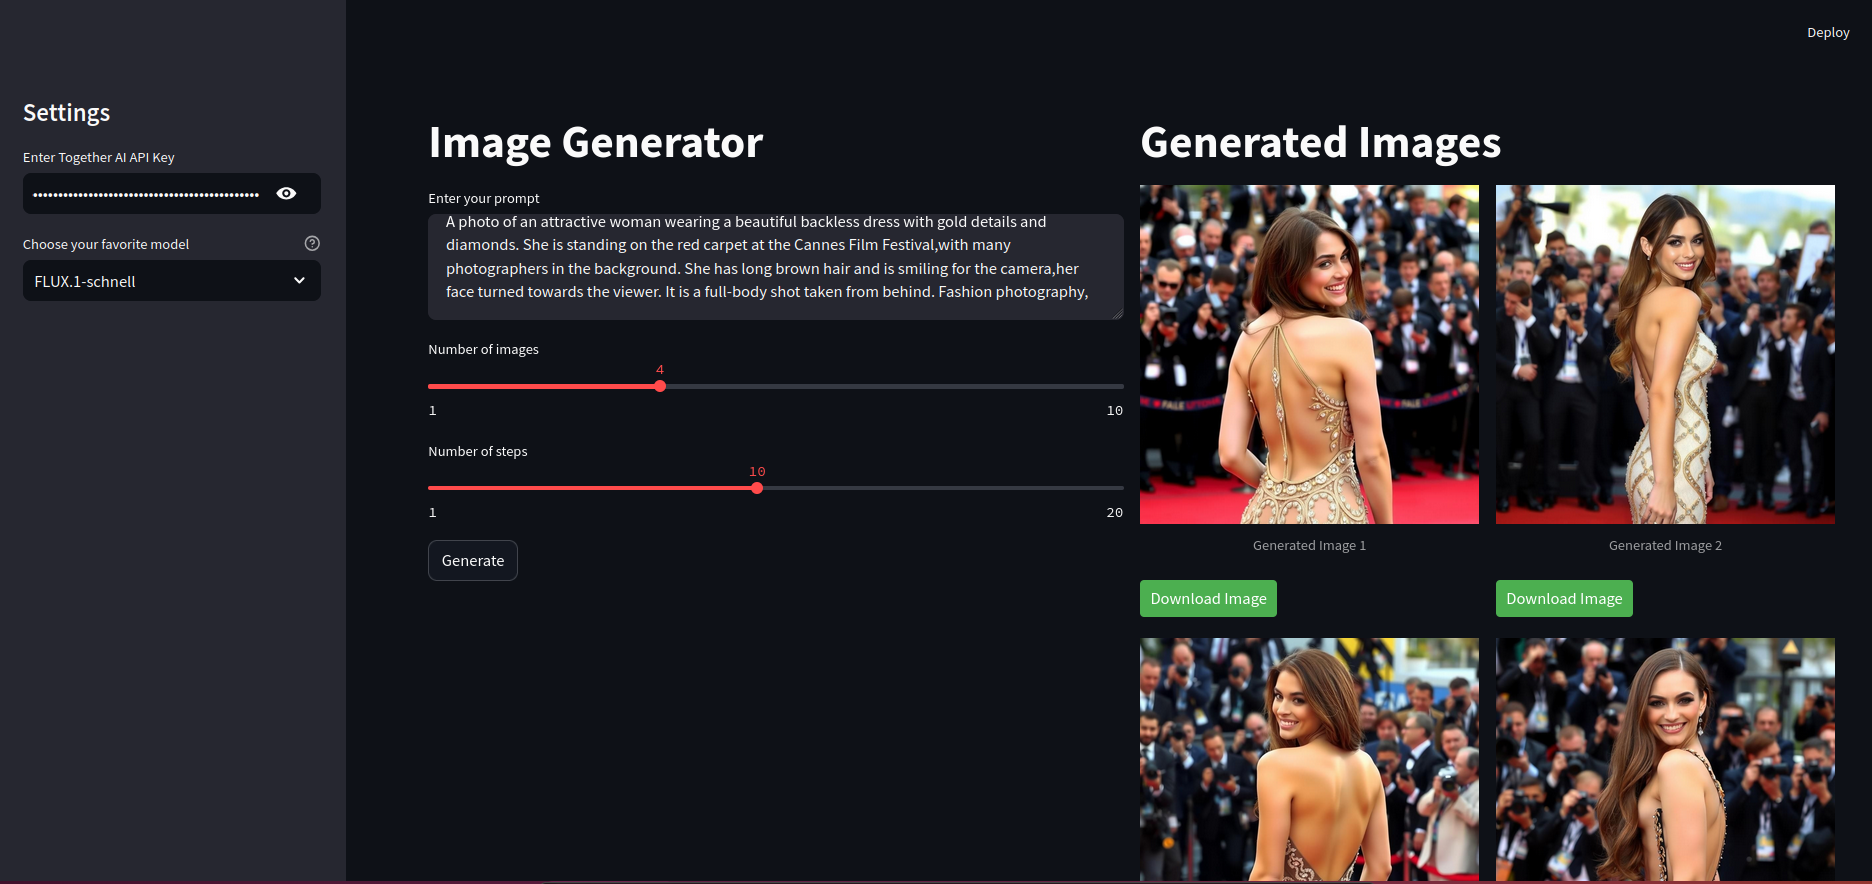 Deploy
Settings
Enter Together AI API Key
Choose your favorite model
FLUX.1-schnell
Image Generator
Enter your prompt
A photo of an attractive woman wearing a beautiful backless dress with gold details and
diamonds. She is standing on the red carpet at the Cannes Film Festival,with many
photographers in the background. She has long brown hair and is smiling for the camera,her
face turned towards the viewer. It is a full-body shot taken from behind. Fashion photography,
Number of images
4
1 10
Number of steps
10
1 20
Generate
Generated Images
Generated Image 1
Generated Image 2
Download Image
Download Image